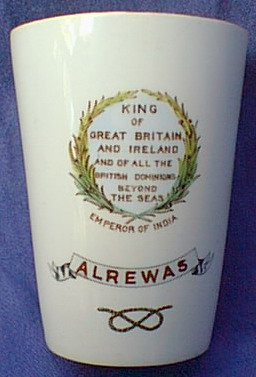 KING
OF
GREAT BRITAIN
AND IRELAND
AND OF ALL THE
BRITISH DOMINIONS
BEYOND
THE SEAS
EMPEROR OF INDIA
ALREWAS